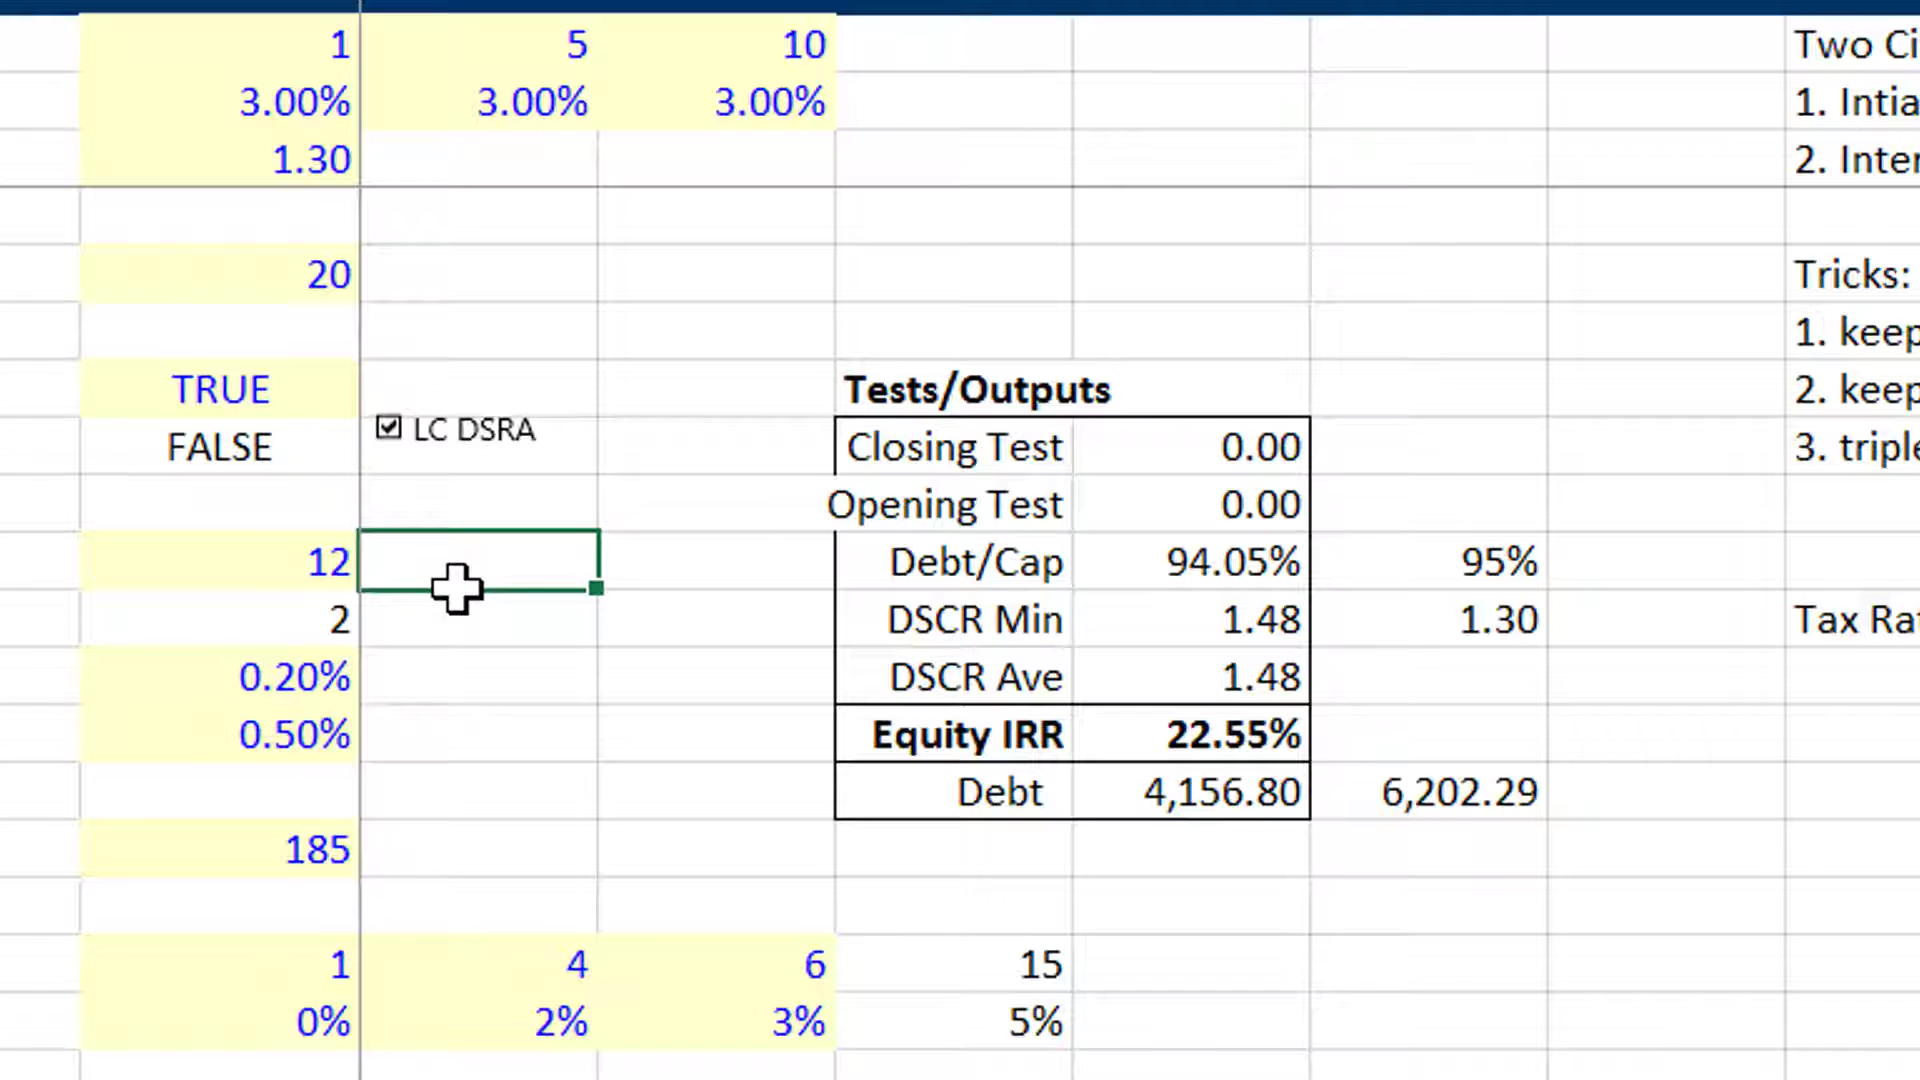 1 5 10 Two Ci
3.00% 3.00% 3.00% 1. Intia
1.30 2. Inter
20 Tricks:
1. keep
TRUE Tests/Outputs 2. keep
FALSE LC DSRA Closing Test 0.00 3. triple
Opening Test 0.00
12 Debt/Cap 94.05% 95%
2 DSCR Min 1.48 1.30 Tax Rat
0.20% DSCR Ave 1.48
0.50% Equity IRR 22.55%
Debt 4,156.80 6,202.29
185
1 4 6 15
0% 2% 3% 5%